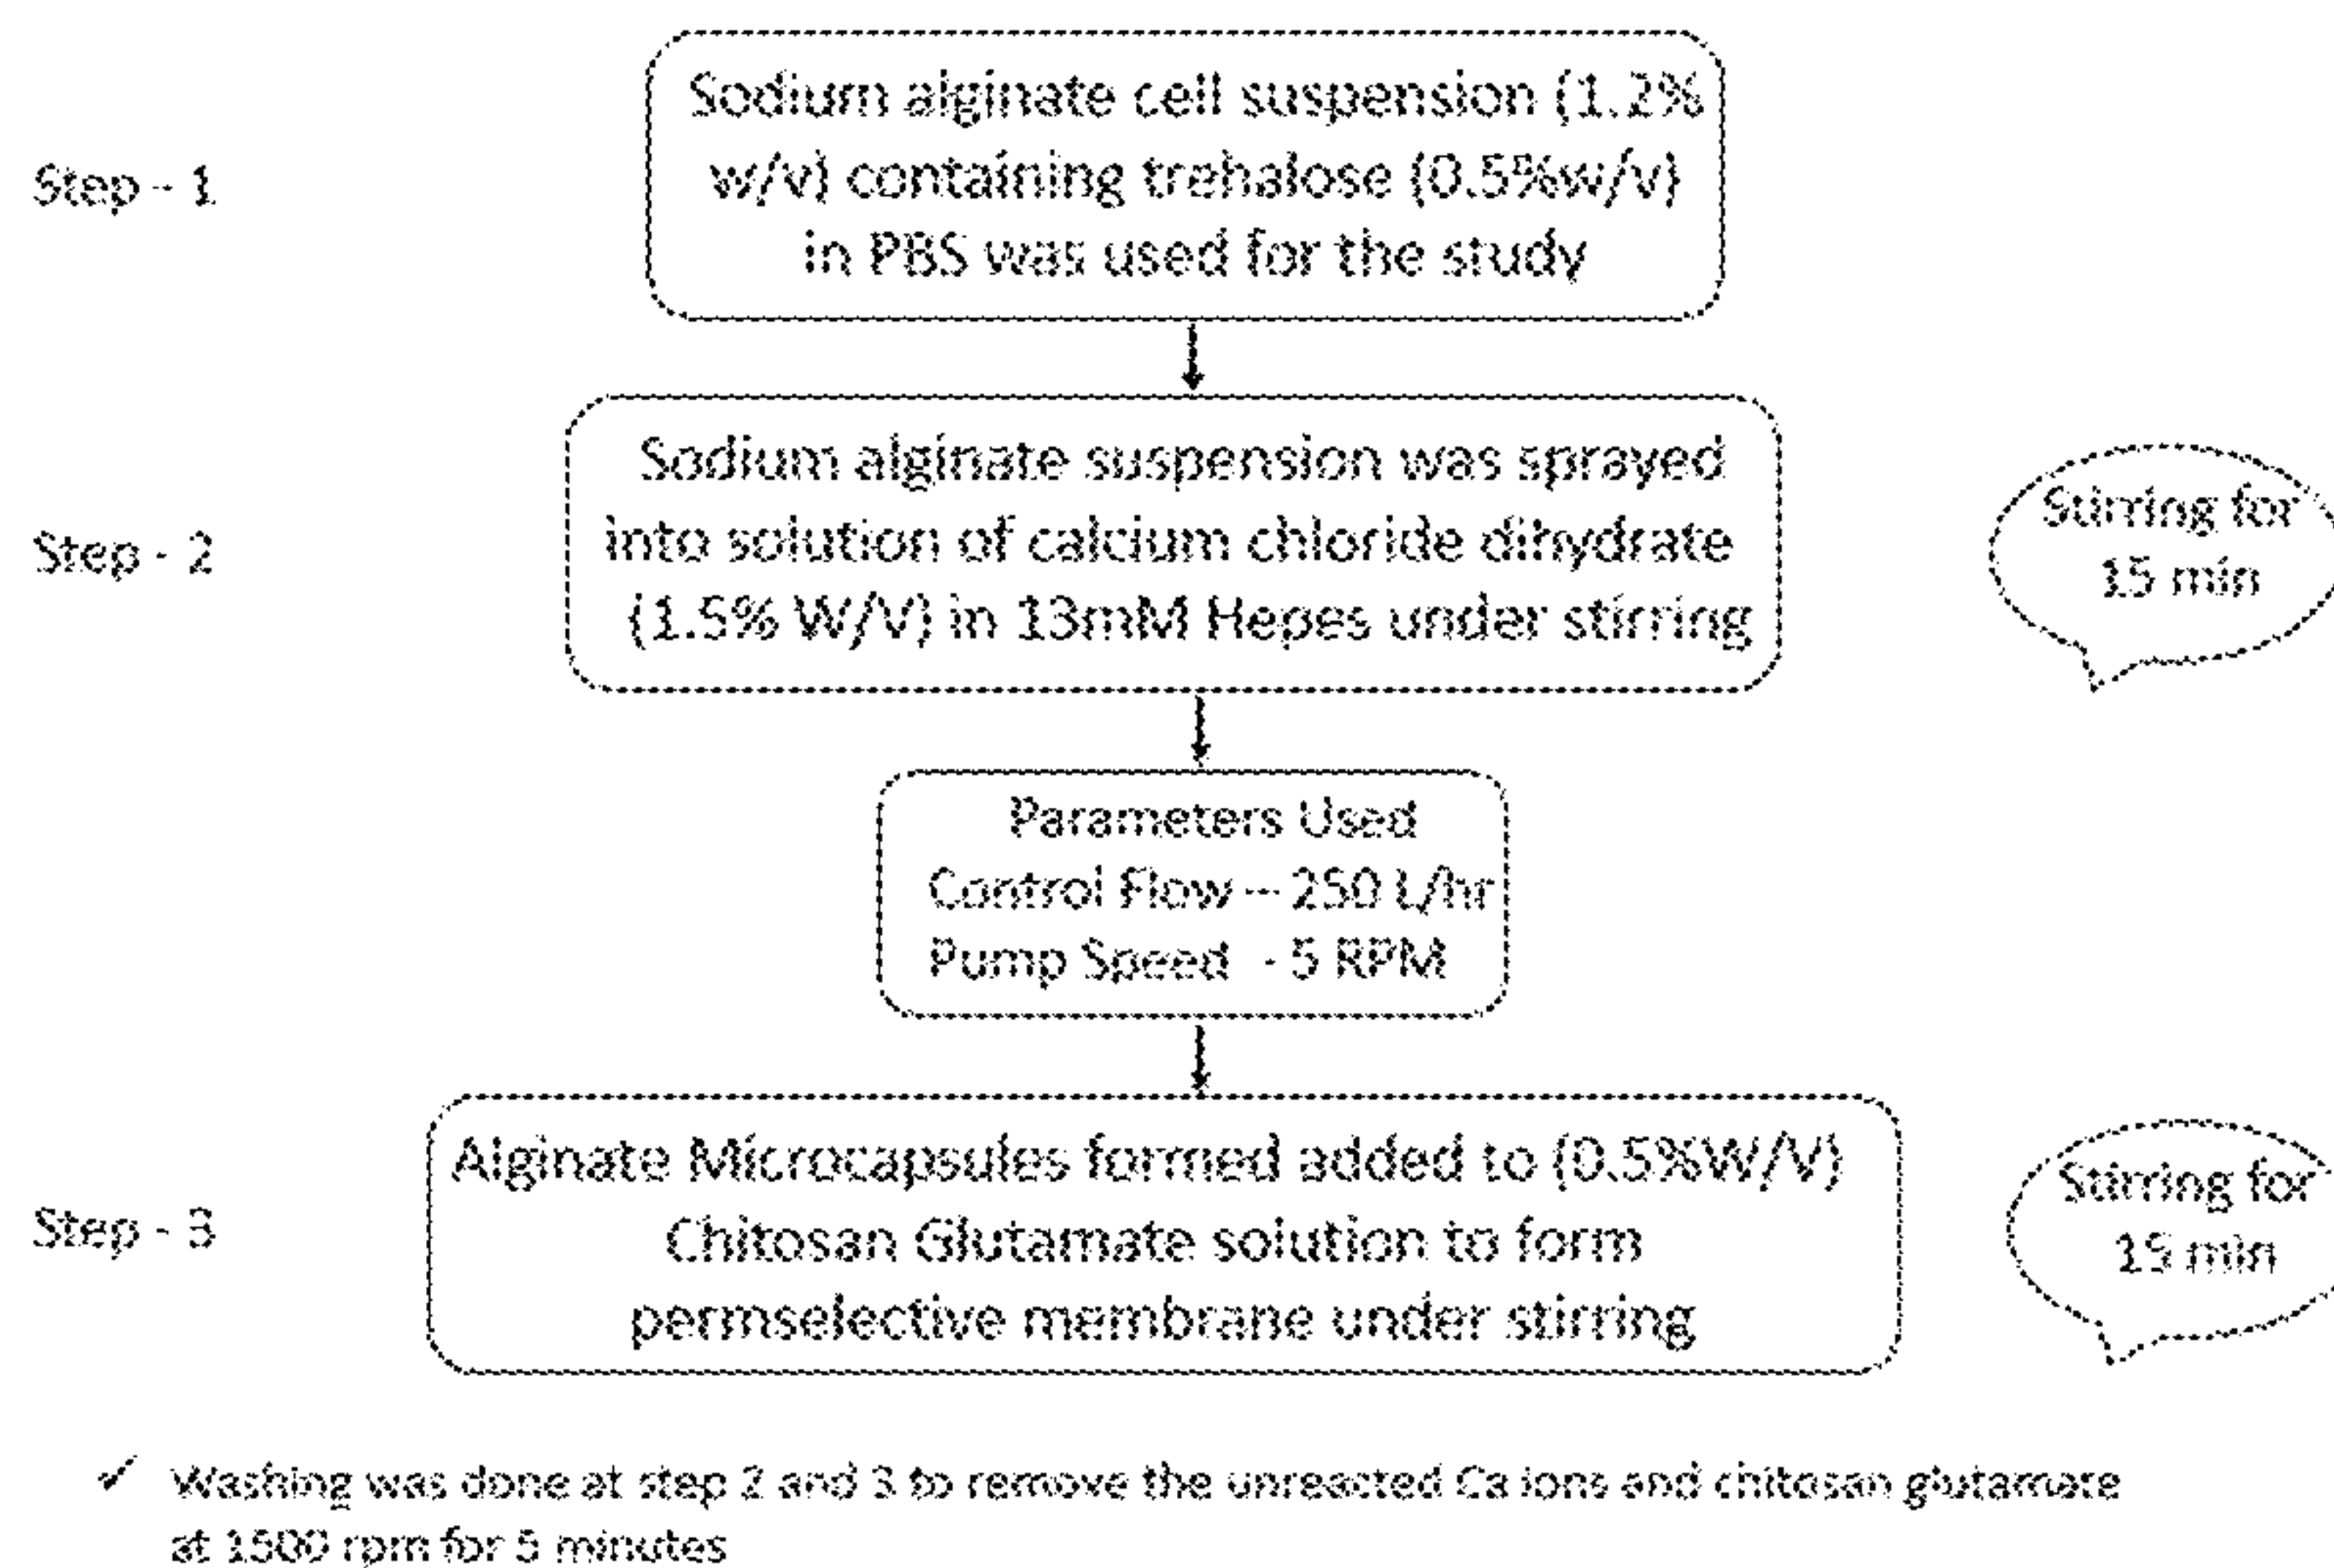 Step - 1
Sodium alginate cell suspension (1.2%
w/v) containing trehalose (0.5%w/v)
in PBS was used for the study
Step - 2
Sodium alginate suspension was sprayed
into solution of calcium chloride dihydrate
(1.5% W/V) in 13mM Hepes under stirring
Stirring for
15 min
Parameters Used
Control Flow – 250 L/hr
Pump Speed - 5 RPM
Step - 3
Alginate Microcapsules formed added to (0.5%W/V)
Chitosan Glutamate solution to form
permselective membrane under stirring
Stirring for
15 min
✓ Washing was done at step 2 and 3 to remove the unreacted Ca ions and chitosan glutamate
at 1500 rpm for 5 minutes